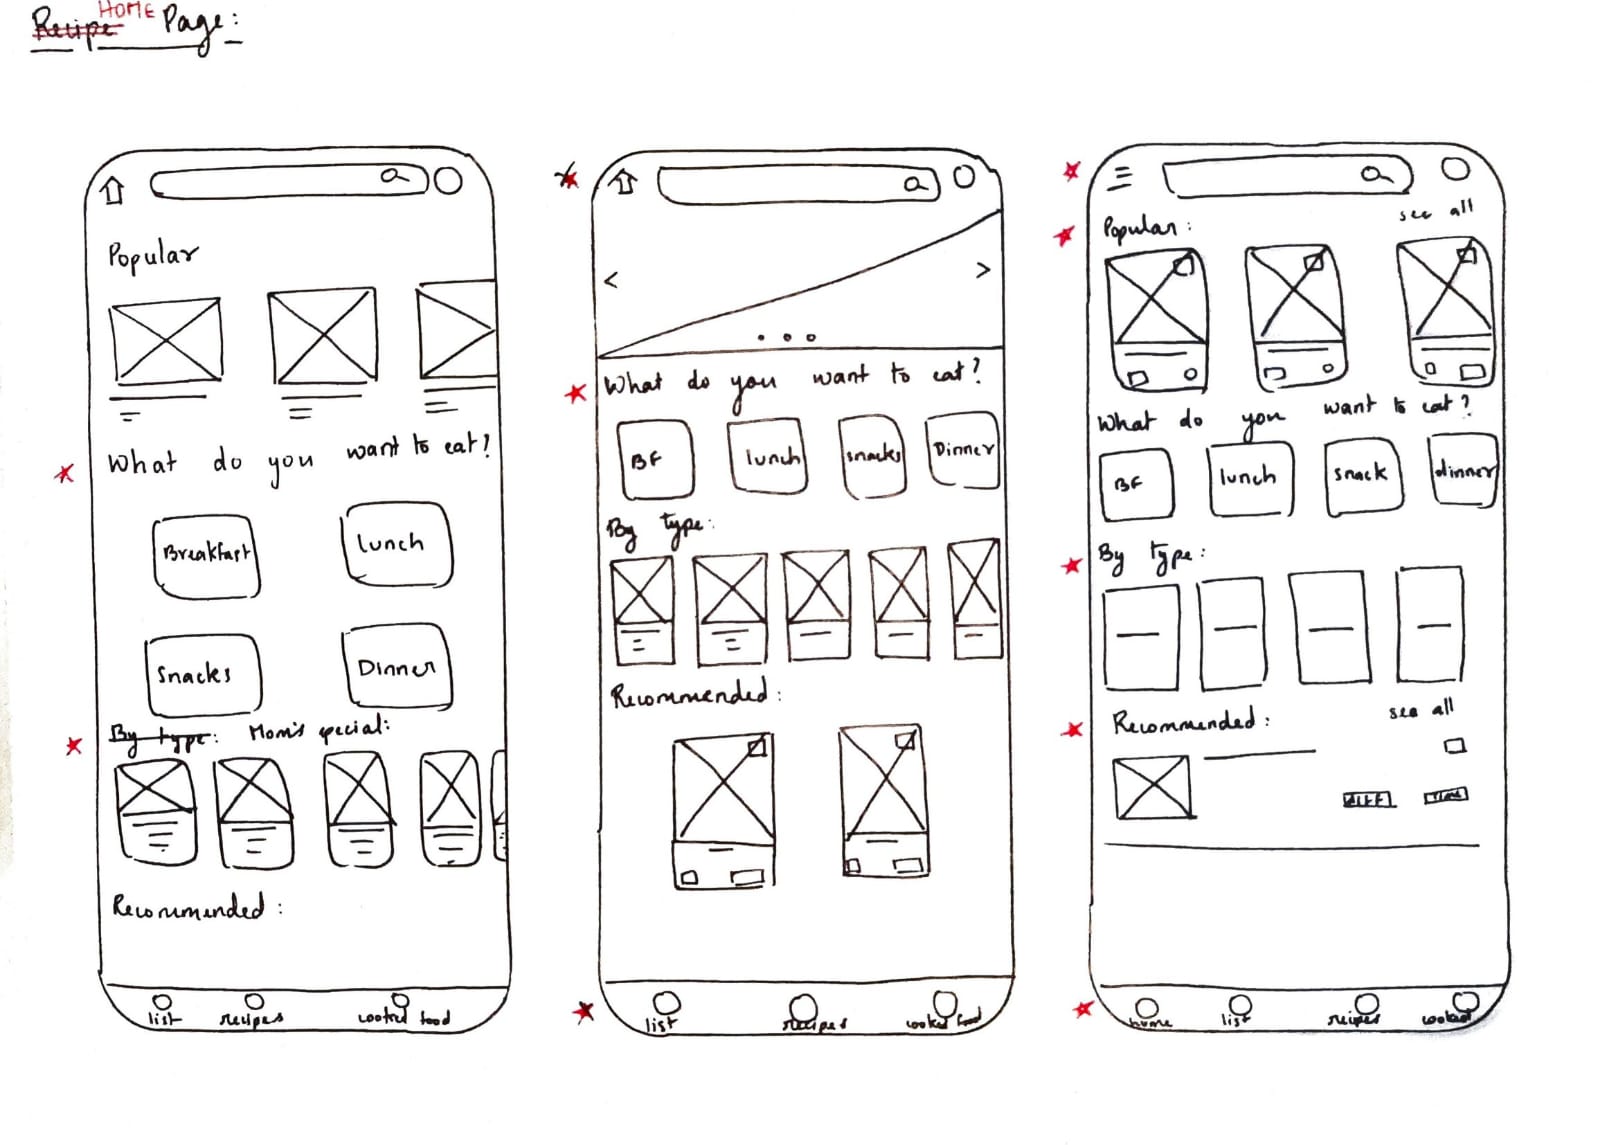 Recipe HOME Page:
Popular
What do you want to eat?
Breakfast
Lunch
Snacks
Dinner
By type: Mom's special:
Recommended:
list
recipes
cooked food
What do you want to eat?
BF
lunch
snacks
Dinner
By type:
Recommended:
list
recipes
cooked food
see all
Popular:
What do you want to eat?
BF
lunch
snack
dinner
By type:
Recommended:
see all
DIFF
TIME
home
list
recipes
cooked